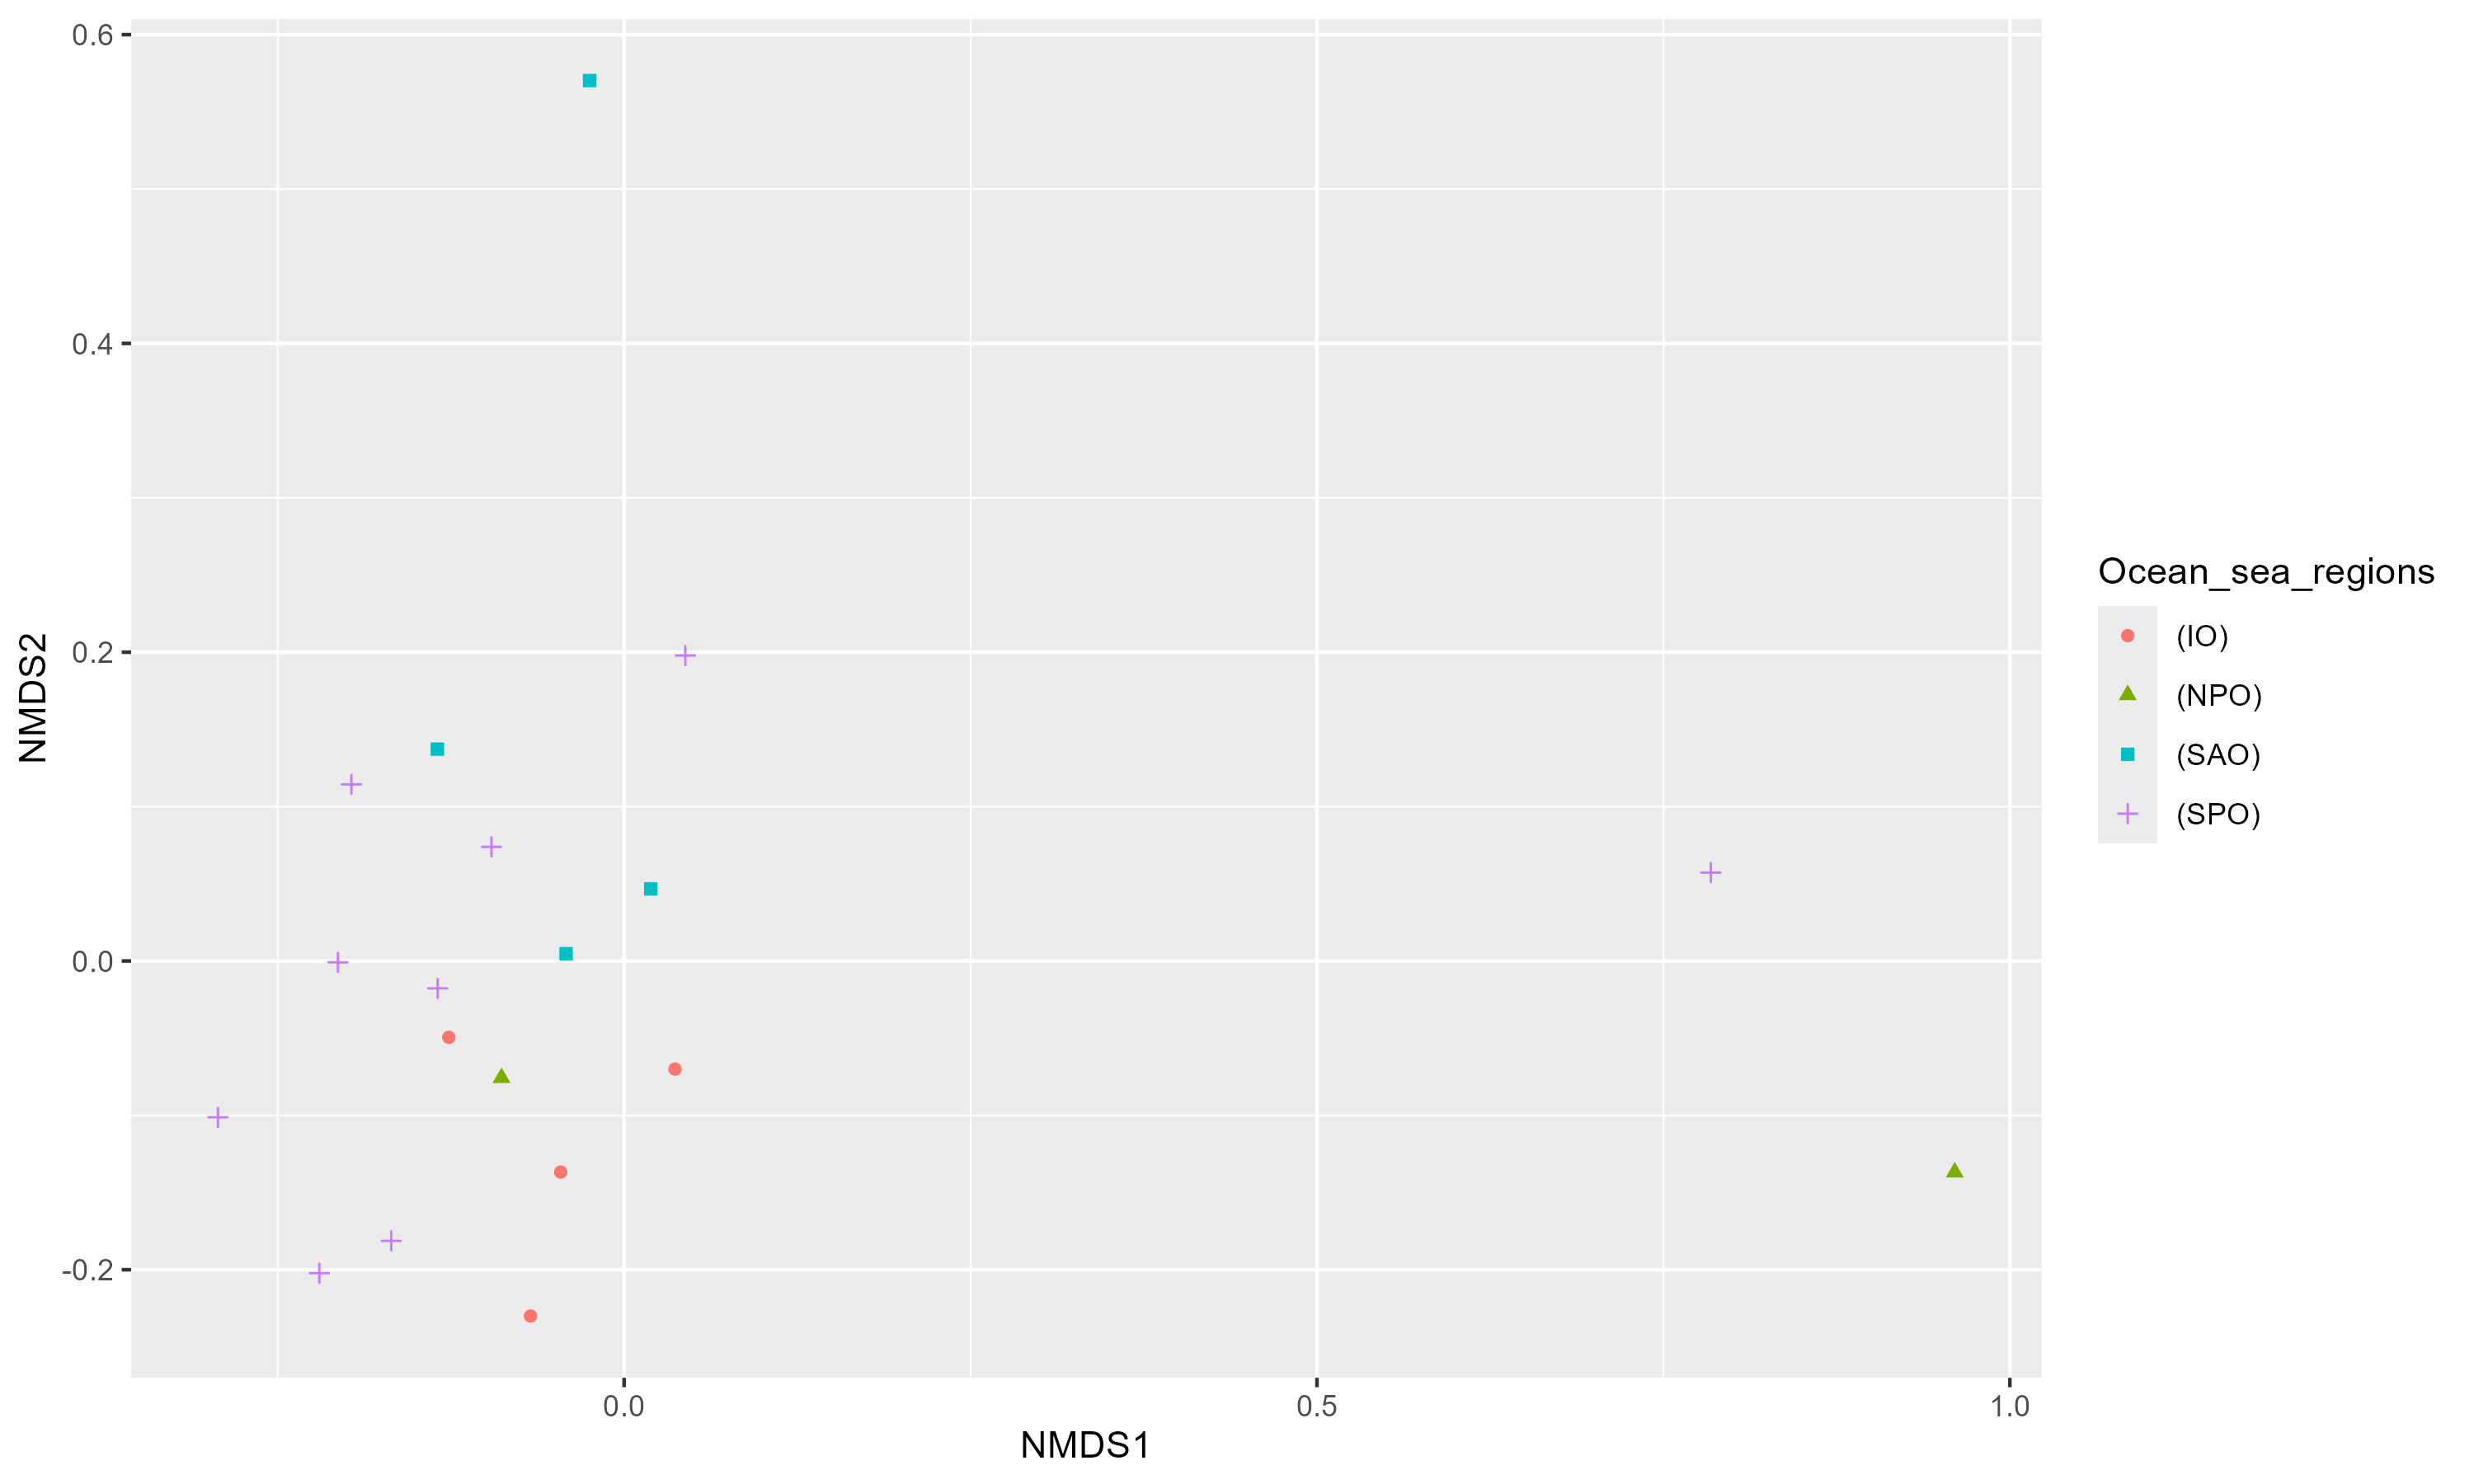 0.6
0.4
0.2
0.0
-0.2
NMDS2
0.0
0.5
1.0
NMDS1
Ocean_sea_regions
(IO)
(NPO)
(SAO)
(SPO)